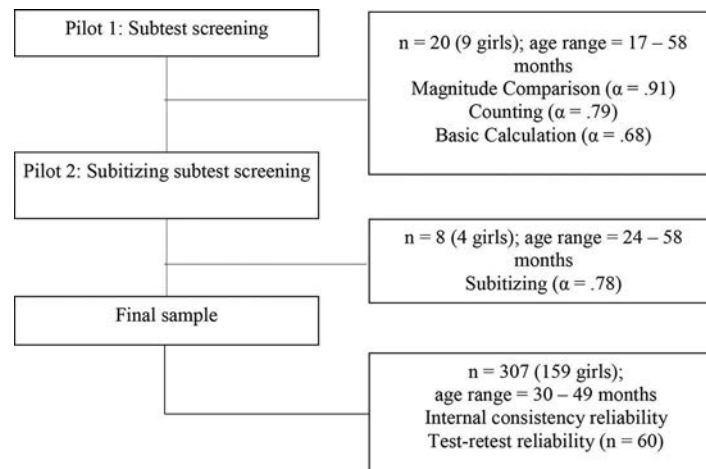 Pilot 1: Subtest screening
n = 20 (9 girls); age range = 17 – 58
months
Magnitude Comparison (α = .91)
Counting (α = .79)
Basic Calculation (α = .68)
Pilot 2: Subitizing subtest screening
n = 8 (4 girls); age range = 24 – 58
months
Subitizing (α = .78)
Final sample
n = 307 (159 girls);
age range = 30 – 49 months
Internal consistency reliability
Test-retest reliability (n = 60)